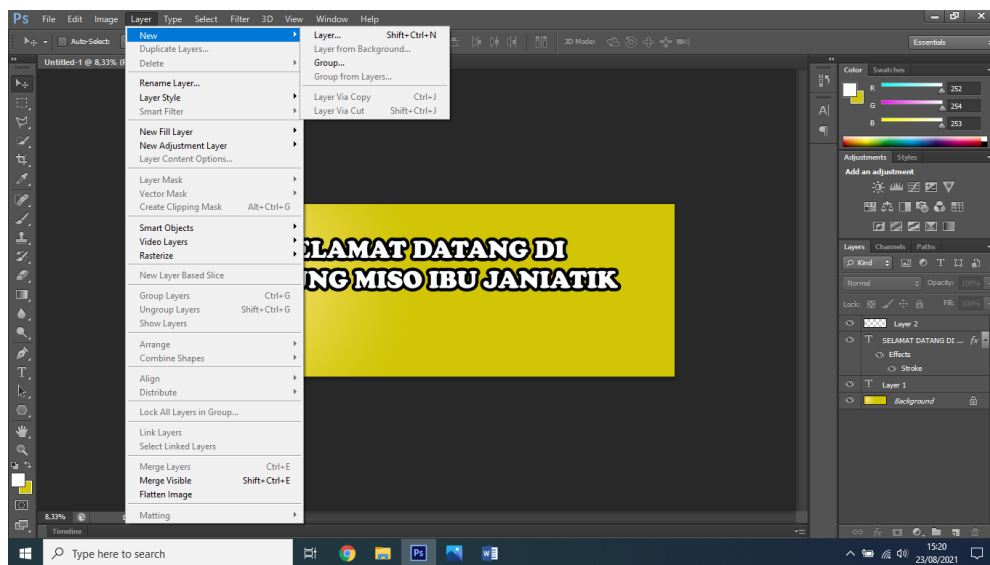 Ps File Edit Image Layer Type Select Filter 3D View Window Help
Auto-Select: 3D Mode: Essentials
Untitled-1 @ 8,33% (
New
Duplicate Layers...
Delete
Rename Layer...
Layer Style
Smart Filter
New Fill Layer
New Adjustment Layer
Layer Content Options...
Layer Mask
Vector Mask
Create Clipping Mask Alt+Ctrl+G
Smart Objects
Video Layers
Rasterize
New Layer Based Slice
Group Layers Ctrl+G
Ungroup Layers Shift+Ctrl+G
Show Layers
Arrange
Combine Shapes
Align
Distribute
Lock All Layers in Group...
Link Layers
Select Linked Layers
Merge Layers Ctrl+E
Merge Visible Shift+Ctrl+E
Flatten Image
Matting
Layer... Shift+Ctrl+N
Layer from Background...
Group...
Group from Layers...
Layer Via Copy Ctrl+J
Layer Via Cut Shift+Ctrl+J
ELAMAT DATANG DI
NG MISO IBU JANIATIK
Color Swatches
R 252
G 254
B 253
Adjustments Styles
Add an adjustment
Layers Channels Paths
Kind
Normal Opacity: 100%
Lock: Fill: 100%
Layer 2
T SELAMAT DATANG DI ... fx
Effects
Stroke
T Layer 1
Background
8,33%
Timeline
Type here to search
15:20
23/08/2021